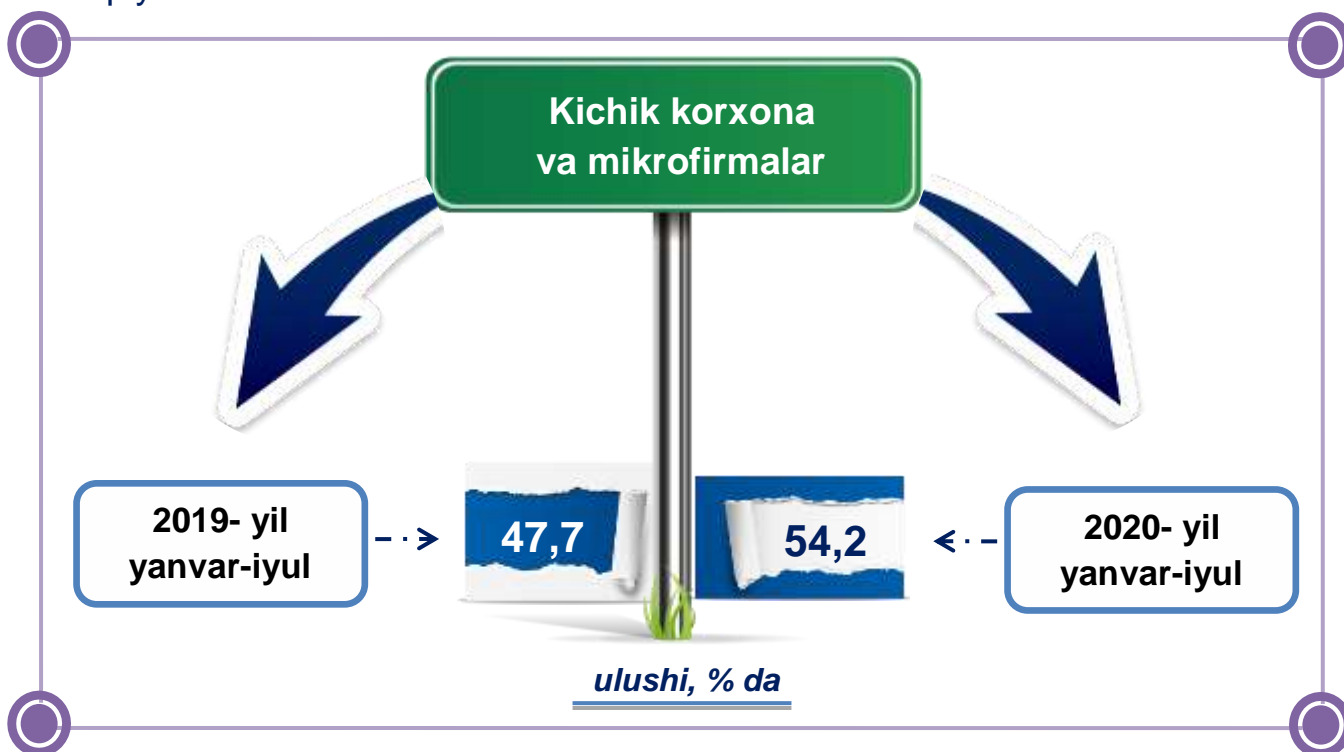 Kichik korxona
va mikrofirmalar
2019- yil
yanvar-iyul
47,7
54,2
2020- yil
yanvar-iyul
ulushi, % da